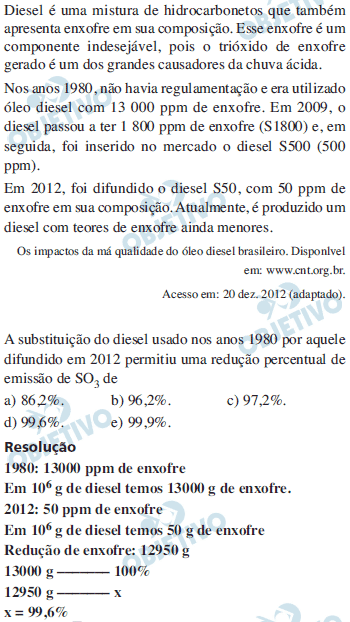 Diesel é uma mistura de hidrocarbonetos que também
apresenta enxofre em sua composição. Esse enxofre é um
componente indesejável, pois o trióxido de enxofre
gerado é um dos grandes causadores da chuva ácida.
Nos anos 1980, não havia regulamentação e era utilizado
óleo diesel com 13 000 ppm de enxofre. Em 2009, o
diesel passou a ter 1 800 ppm de enxofre (S1800) e, em
seguida, foi inserido no mercado o diesel S500 (500
ppm).
Em 2012, foi difundido o diesel S50, com 50 ppm de
enxofre em sua composição. Atualmente, é produzido um
diesel com teores de enxofre ainda menores.
Os impactos da má qualidade do óleo diesel brasileiro. Disponível
em: www.cnt.org.br.
Acesso em: 20 dez. 2012 (adaptado).
A substituição do diesel usado nos anos 1980 por aquele
difundido em 2012 permitiu uma redução percentual de
emissão de SO₃ de
a) 86,2%. b) 96,2%. c) 97,2%.
d) 99,6%. e) 99,9%.
Resolução
1980: 13000 ppm de enxofre
Em 10⁶ g de diesel temos 13000 g de enxofre.
2012: 50 ppm de enxofre
Em 10⁶ g de diesel temos 50 g de enxofre
Redução de enxofre: 12950 g
13000 g ––––––– 100%
12950 g ––––––– x
x = 99,6%
OBJETIVO
OBJETIVO
OBJETIVO
OBJETIVO
OBJETIVO
OBJETIVO